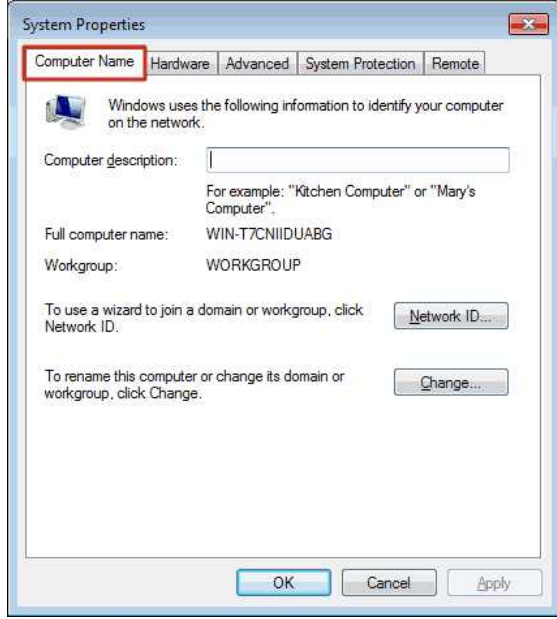 System Properties
Computer Name Hardware Advanced System Protection Remote
Windows uses the following information to identify your computer
on the network.
Computer description:
For example: "Kitchen Computer" or "Mary's
Computer".
Full computer name: WIN-T7CNIIDUABG
Workgroup: WORKGROUP
To use a wizard to join a domain or workgroup, click
Network ID.
Network ID...
To rename this computer or change its domain or
workgroup, click Change.
Change...
OK Cancel Apply